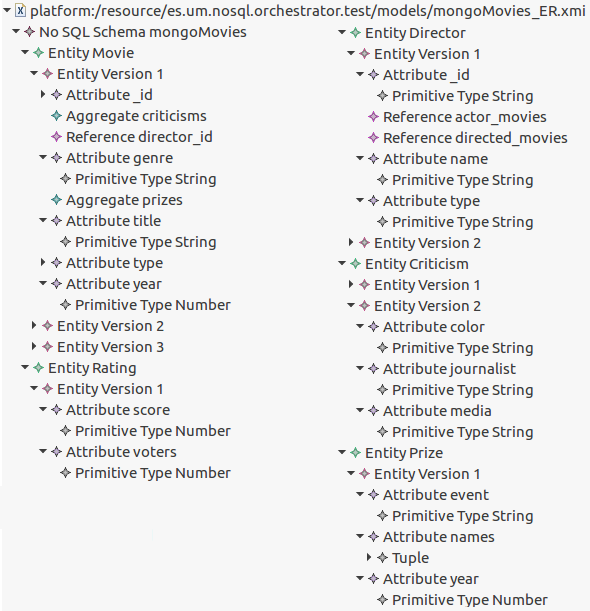 platform:/resource/es.um.nosql.orchestrator.test/models/mongoMovies_ER.xmi
No SQL Schema mongoMovies
Entity Movie
Entity Version 1
Attribute _id
Aggregate criticisms
Reference director_id
Attribute genre
Primitive Type String
Aggregate prizes
Attribute title
Primitive Type String
Attribute type
Attribute year
Primitive Type Number
Entity Version 2
Entity Version 3
Entity Rating
Entity Version 1
Attribute score
Primitive Type Number
Attribute voters
Primitive Type Number
Entity Director
Entity Version 1
Attribute _id
Primitive Type String
Reference actor_movies
Reference directed_movies
Attribute name
Primitive Type String
Attribute type
Primitive Type String
Entity Version 2
Entity Criticism
Entity Version 1
Entity Version 2
Attribute color
Primitive Type String
Attribute journalist
Primitive Type String
Attribute media
Primitive Type String
Entity Prize
Entity Version 1
Attribute event
Primitive Type String
Attribute names
Tuple
Attribute year
Primitive Type Number